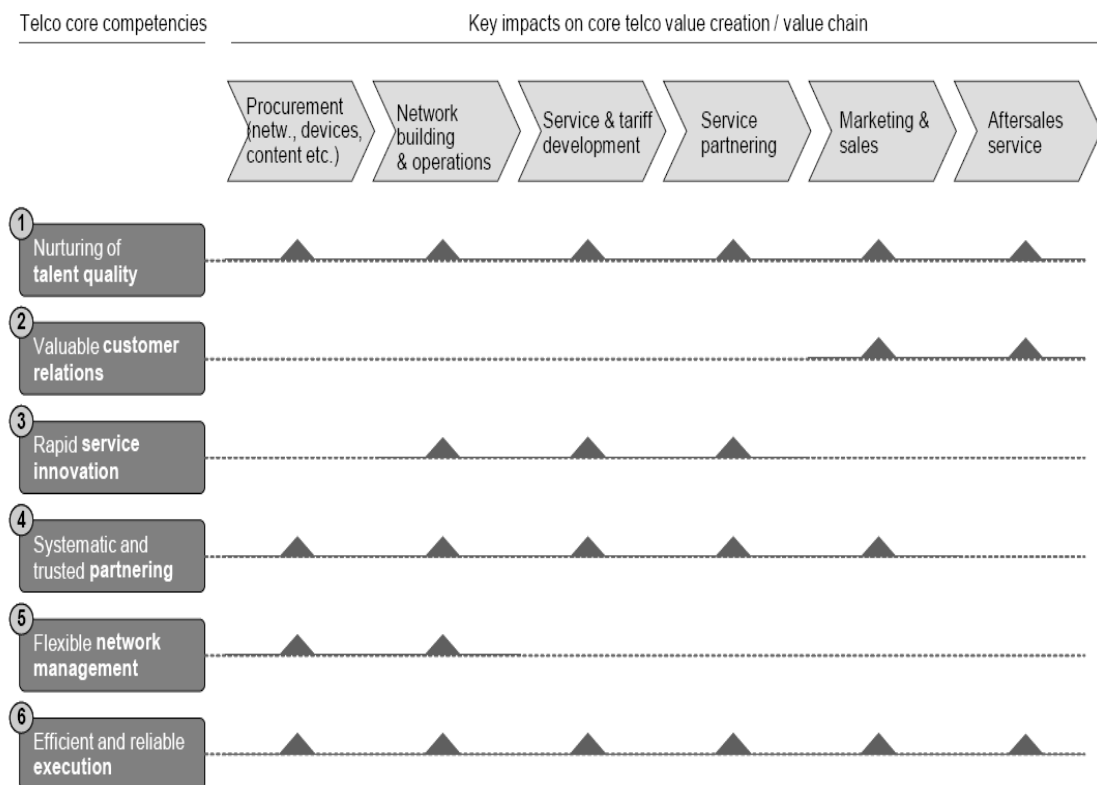 Telco core competencies
Key impacts on core telco value creation / value chain
Procurement
(netw., devices,
content etc.)
Network
building
& operations
Service & tariff
development
Service
partnering
Marketing &
sales
Aftersales
service
1
Nurturing of
talent quality
2
Valuable customer
relations
3
Rapid service
innovation
4
Systematic and
trusted partnering
5
Flexible network
management
6
Efficient and reliable
execution